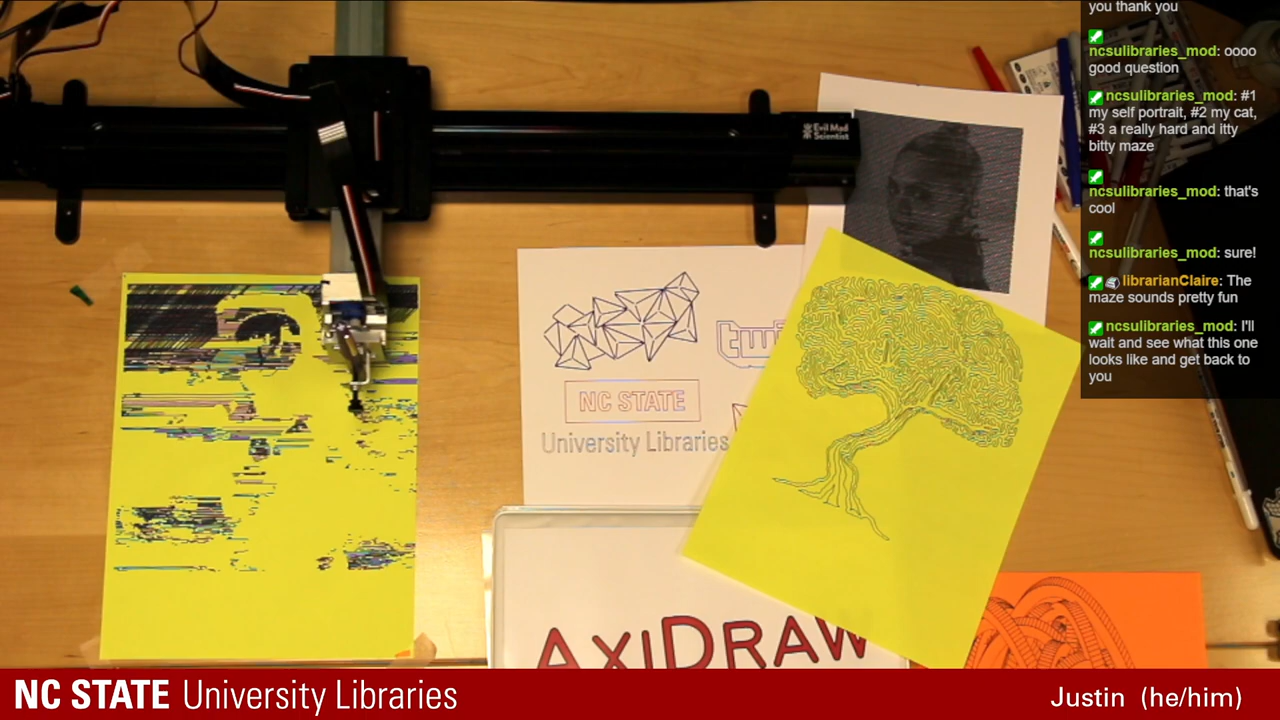 you thank you
ncsulibraries_mod: oooo
good question
ncsulibraries_mod: #1
my self portrait, #2 my cat,
#3 a really hard and itty
bitty maze
ncsulibraries_mod: that's
cool
ncsulibraries_mod: sure!
librarianClaire: The
maze sounds pretty fun
ncsulibraries_mod: I'll
wait and see what this one
looks like and get back to
you
Evil Mad
Scientist
twi
NC STATE
University Libraries
AXIDRAW
NC STATE University Libraries
Justin (he/him)